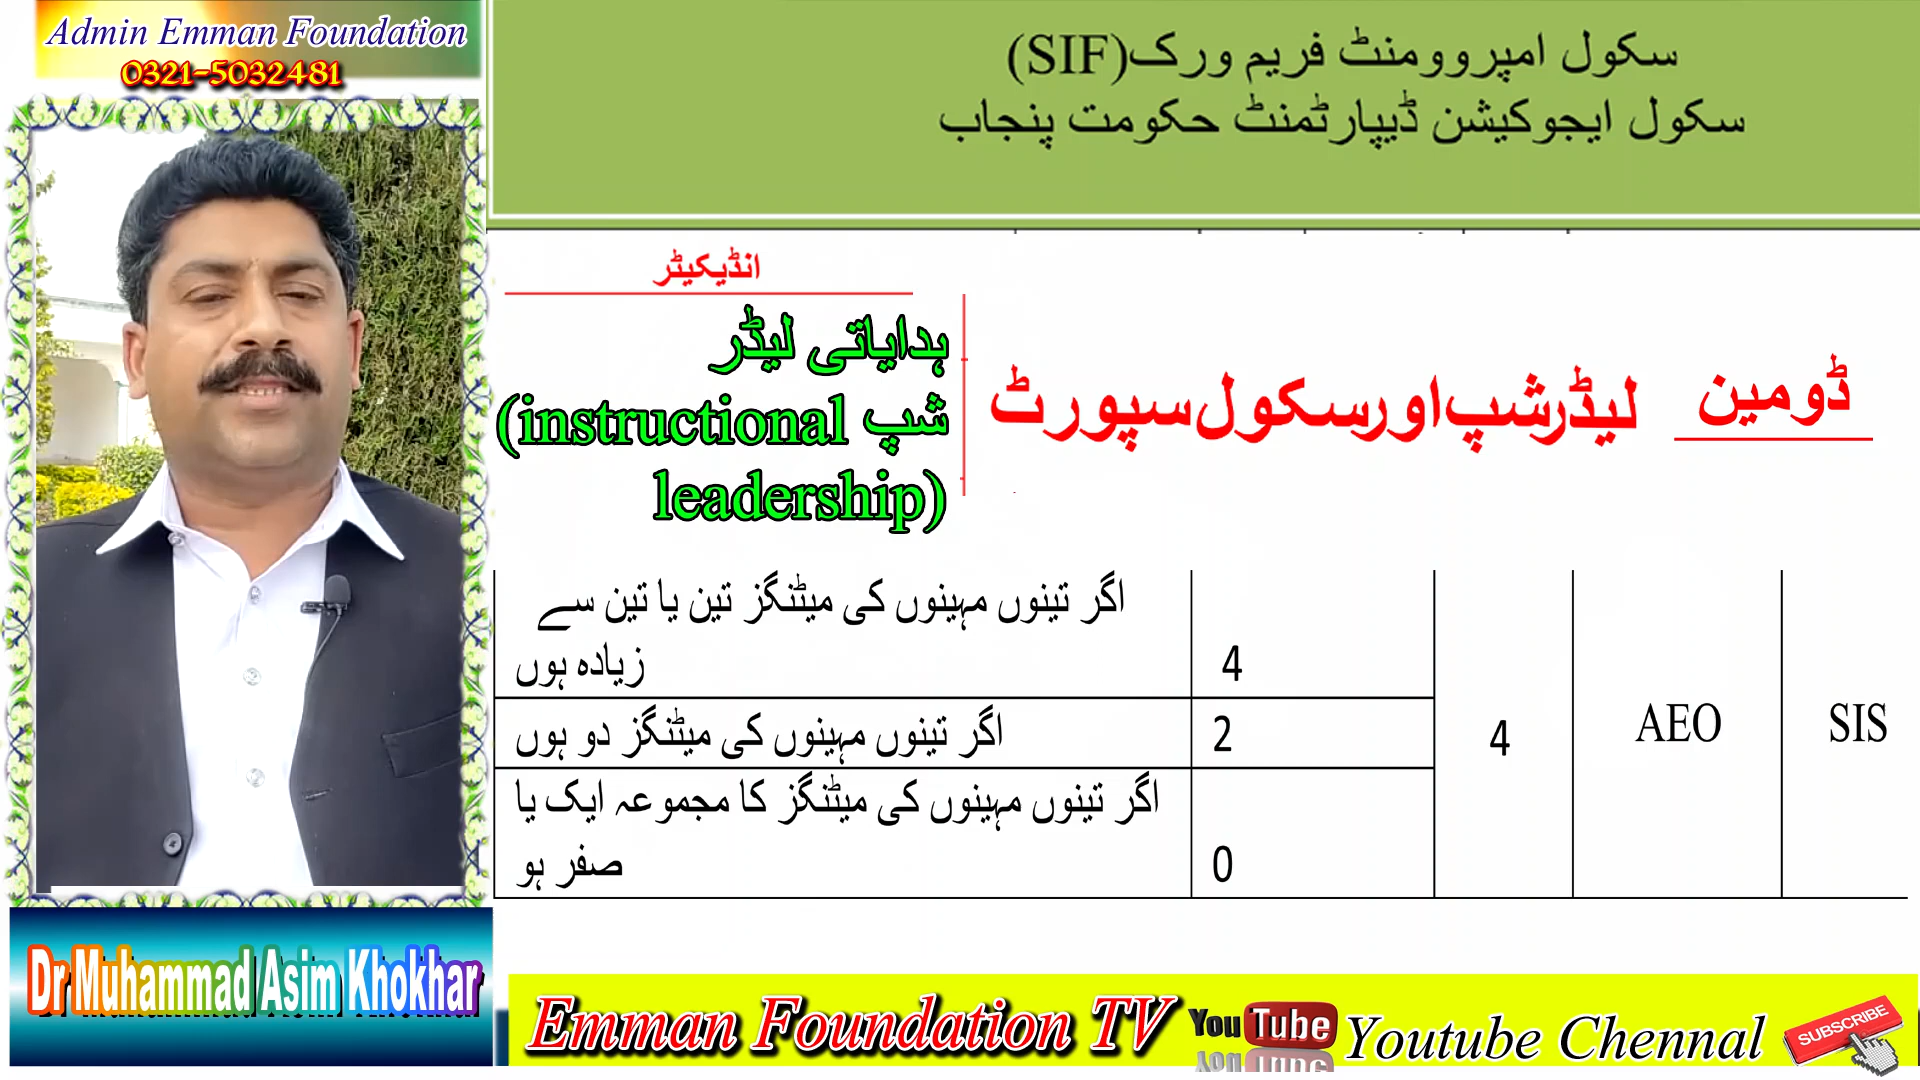 Admin Emman Foundation
0321-5032481
سکول امپروومنٹ فریم ورک(SIF)
سکول ایجوکیشن ڈیپارٹمنٹ حکومت پنجاب
ڈومین
لیڈرشپ اور سکول سپورٹ
انڈیکیٹر
ہدایاتی لیڈر
شپ (instructional
leadership)
اگر تینوں مہینوں کی میٹنگز تین یا تین سے
زیادہ ہوں
4
اگر تینوں مہینوں کی میٹنگز دو ہوں
2
اگر تینوں مہینوں کی میٹنگز کا مجموعہ ایک یا
صفر ہو
0
4
AEO
SIS
Dr Muhammad Asim Khokhar
Emman Foundation TV
YouTube
Youtube Chennal
SUBSCRIBE